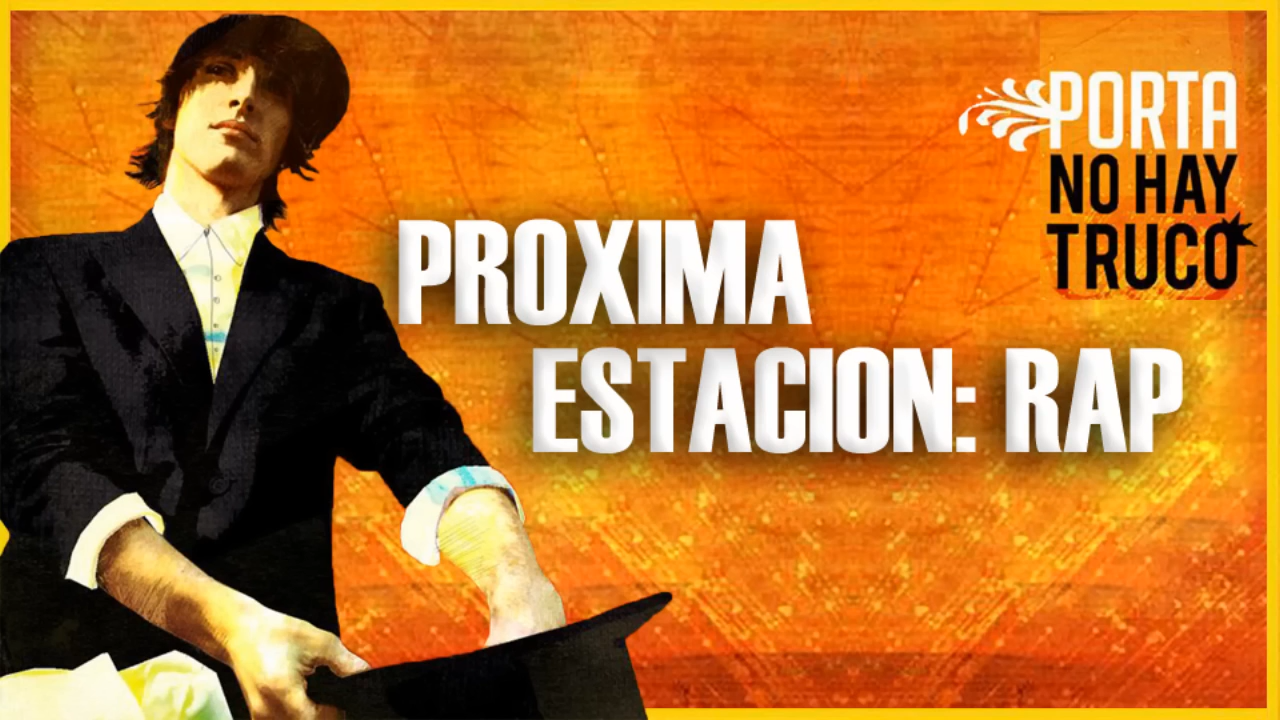 PORTA
NO HAY
TRUCO
PROXIMA
ESTACION: RAP